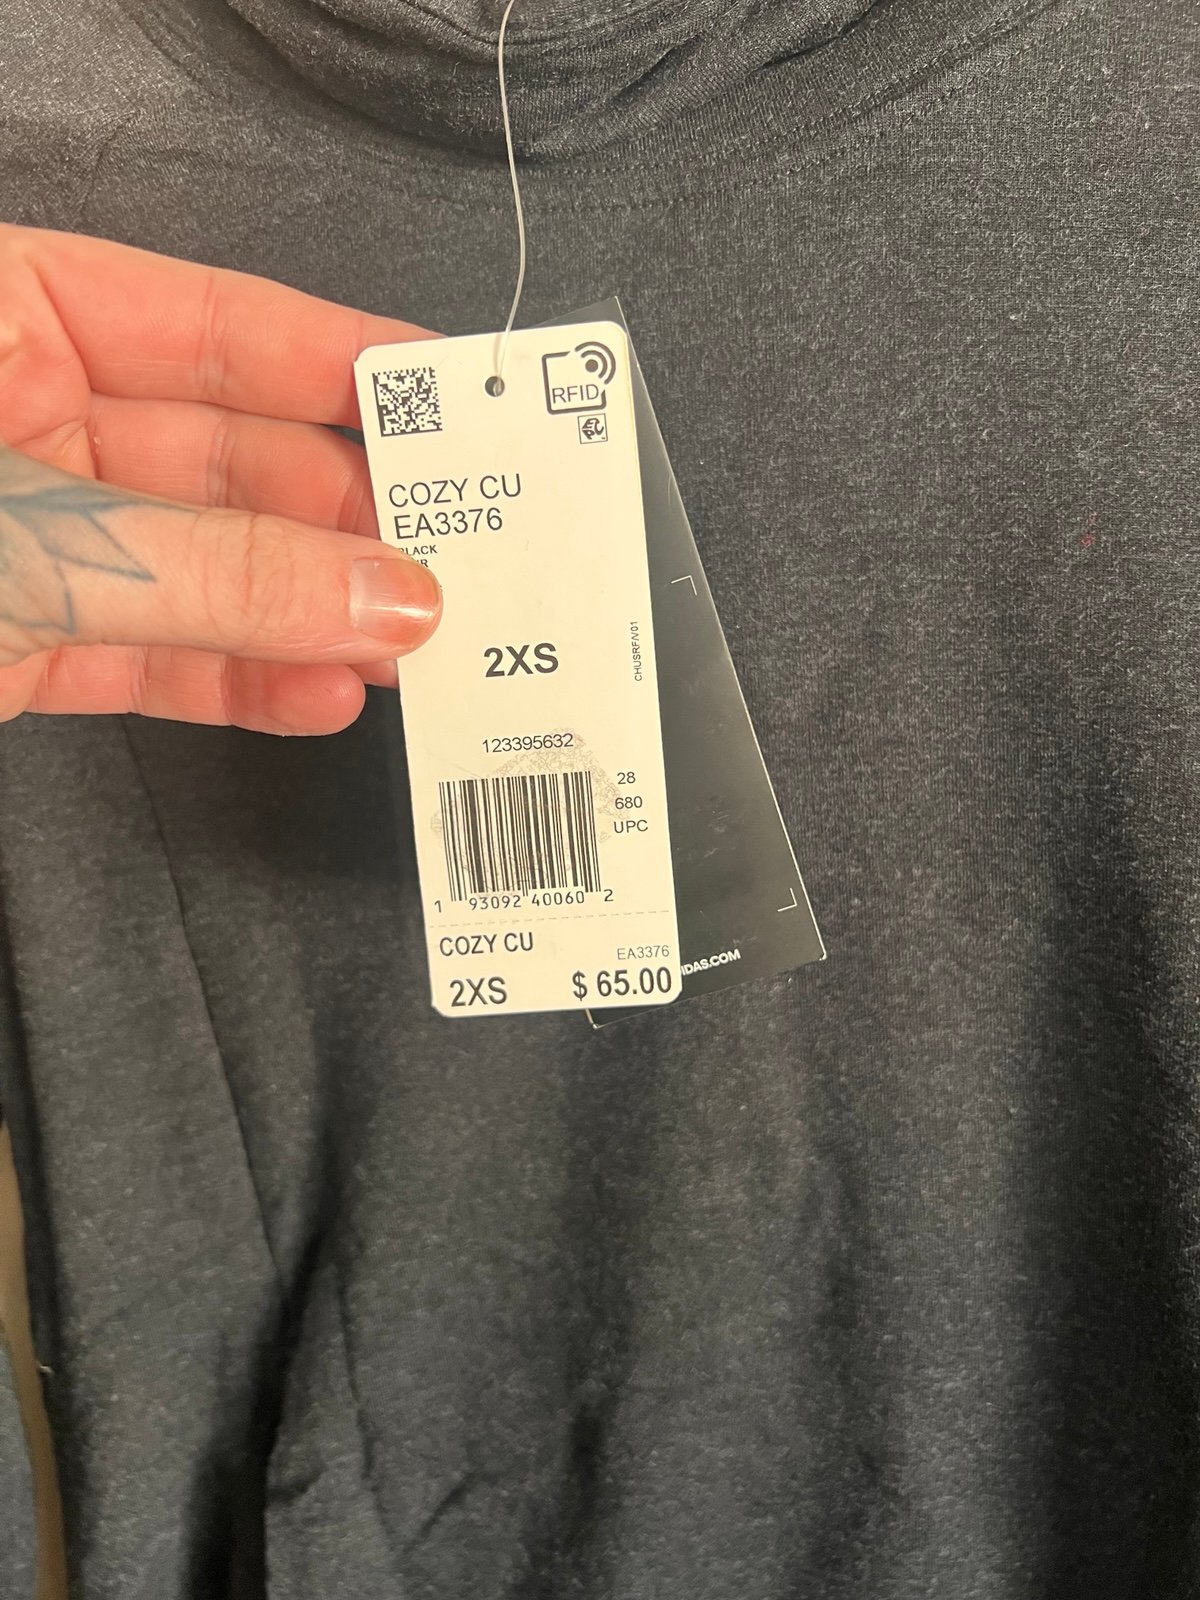 RFID
COZY CU
EA3376
BLACK
2XS
CHUSRF/V01
123395632
28
680
UPC
1 93092 40060 2
COZY CU
EA3376
2XS
$ 65.00
IDAS.COM